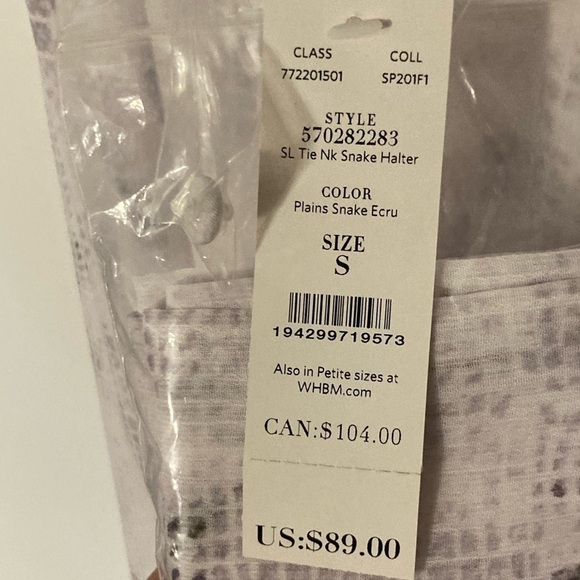 CLASS COLL
772201501 SP201F1
STYLE
570282283
SL Tie Nk Snake Halter
COLOR
Plains Snake Ecru
SIZE
S
194299719573
Also in Petite sizes at
WHBM.com
CAN:$104.00
US:$89.00